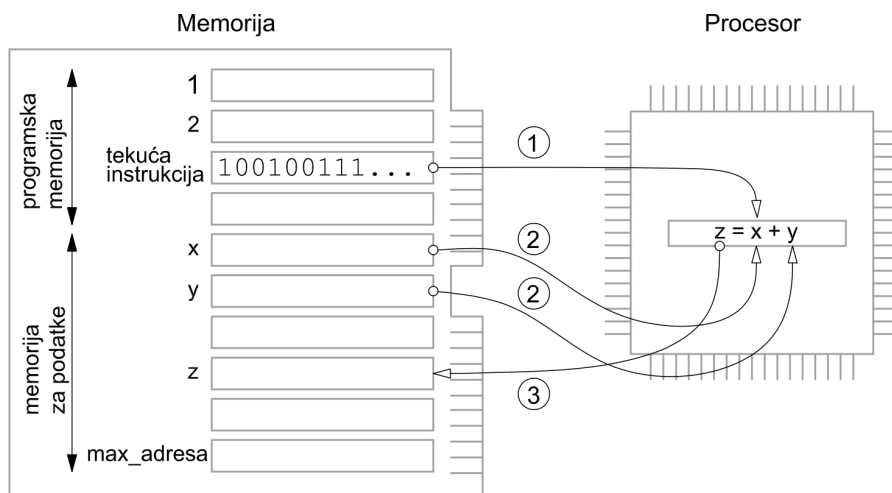 Memorija
Procesor
programska
memorija
1
2
tekuća
instrukcija
100100111...
x
y
memorija
za podatke
z
max_adresa
1
2
2
3
z = x + y